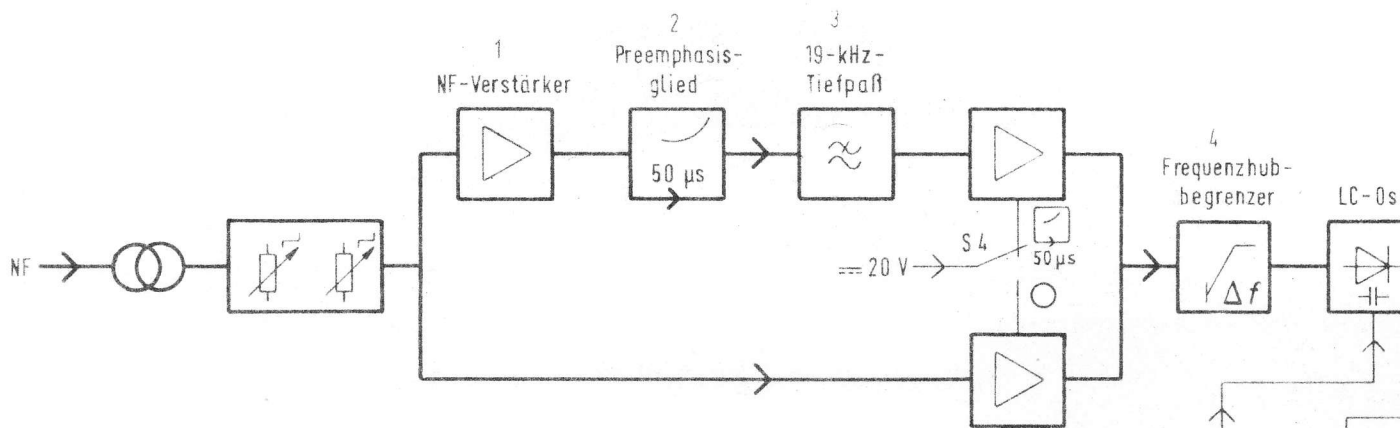 1
NF-Verstärker
2
Preemphasis-
glied
50 µs
3
19-kHz-
Tiefpaß
4
Frequenzhub-
begrenzer
Δf
LC-Os
NF
S4
= 20 V
50 µs